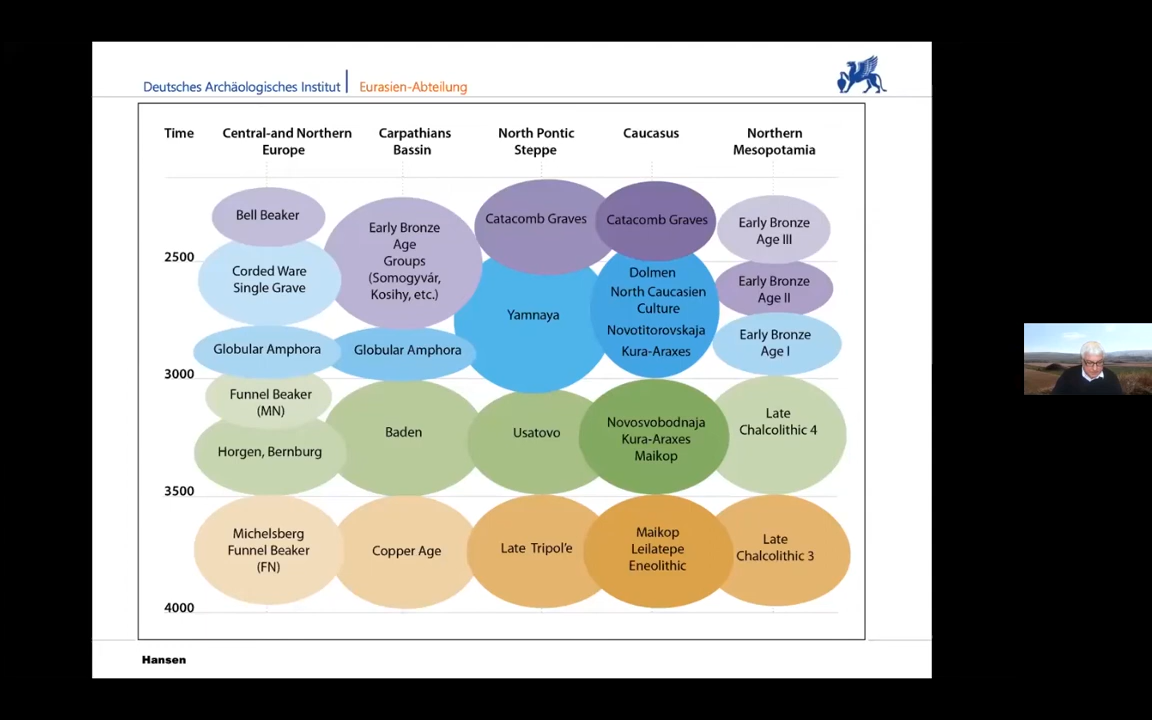 Deutsches Archäologisches Institut
Eurasien-Abteilung
Time
Central-and Northern
Europe
Carpathians
Bassin
North Pontic
Steppe
Caucasus
Northern
Mesopotamia
Bell Beaker
Early Bronze
Age
Groups
(Somogyvár,
Kosihy, etc.)
Catacomb Graves
Catacomb Graves
Early Bronze
Age III
2500
Corded Ware
Single Grave
Yamnaya
Dolmen
North Caucasien
Culture
Novotitorovskaja
Kura-Araxes
Early Bronze
Age II
Globular Amphora
Globular Amphora
Early Bronze
Age I
3000
Funnel Beaker
(MN)
Horgen, Bernburg
Baden
Usatovo
Novosvobodnaja
Kura-Araxes
Maikop
Late
Chalcolithic 4
3500
Michelsberg
Funnel Beaker
(FN)
Copper Age
Late Tripol'e
Maikop
Leilatepe
Eneolithic
Late
Chalcolithic 3
4000
Hansen